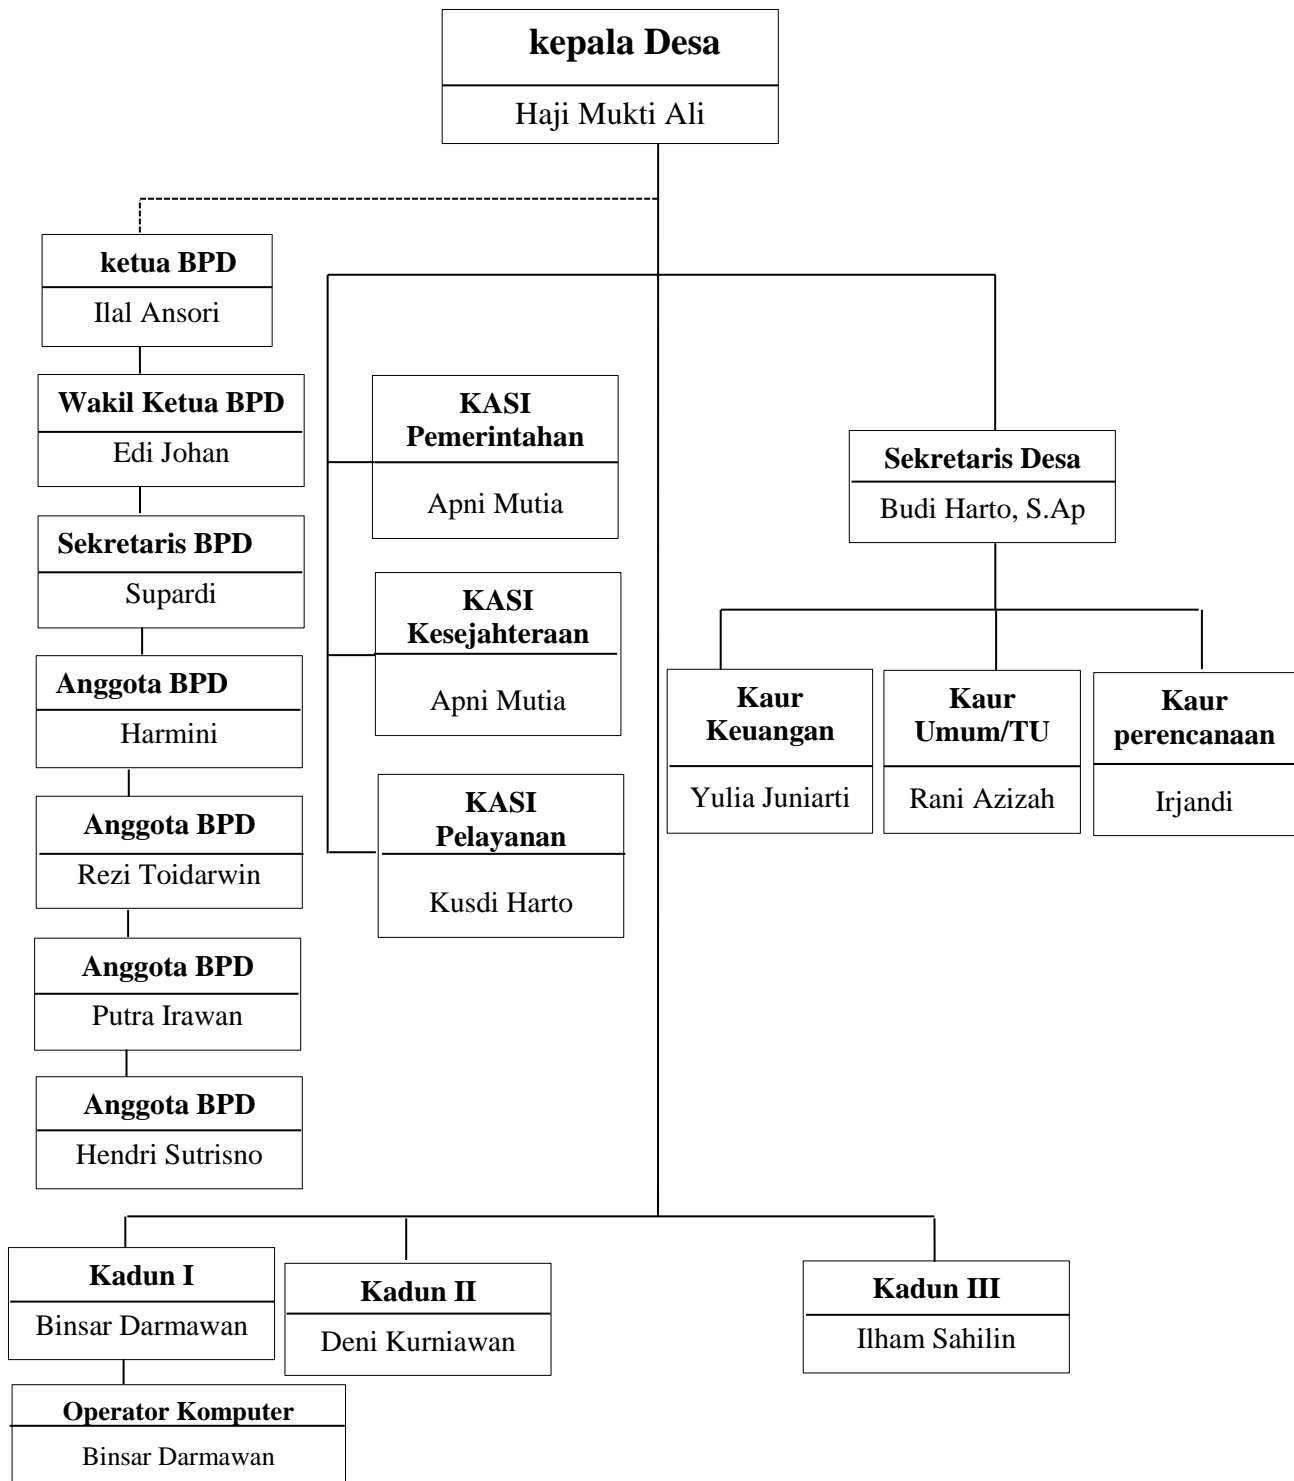 kepala Desa
Haji Mukti Ali
ketua BPD
Ilal Ansori
Wakil Ketua BPD
Edi Johan
Sekretaris BPD
Supardi
Anggota BPD
Harmini
Anggota BPD
Rezi Toidarwin
Anggota BPD
Putra Irawan
Anggota BPD
Hendri Sutrisno
KASI
Pemerintahan
Apni Mutia
KASI
Kesejahteraan
Apni Mutia
KASI
Pelayanan
Kusdi Harto
Sekretaris Desa
Budi Harto, S.Ap
Kaur
Keuangan
Yulia Juniarti
Kaur
Umum/TU
Rani Azizah
Kaur
perencanaan
Irjandi
Kadun I
Binsar Darmawan
Operator Komputer
Binsar Darmawan
Kadun II
Deni Kurniawan
Kadun III
Ilham Sahilin